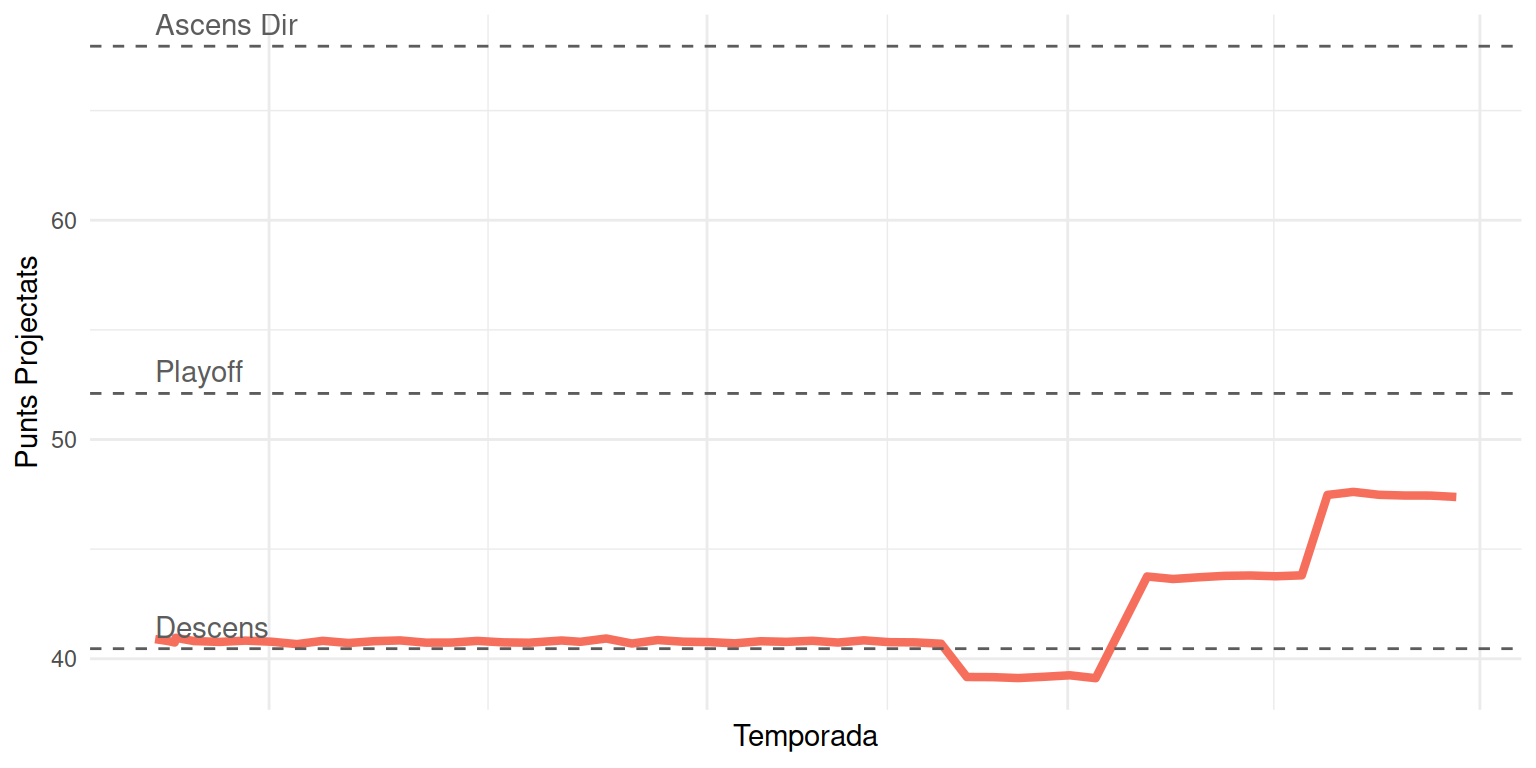 Ascens Dir
60
Playoff
50
Descens
40
Punts Projectats
Temporada